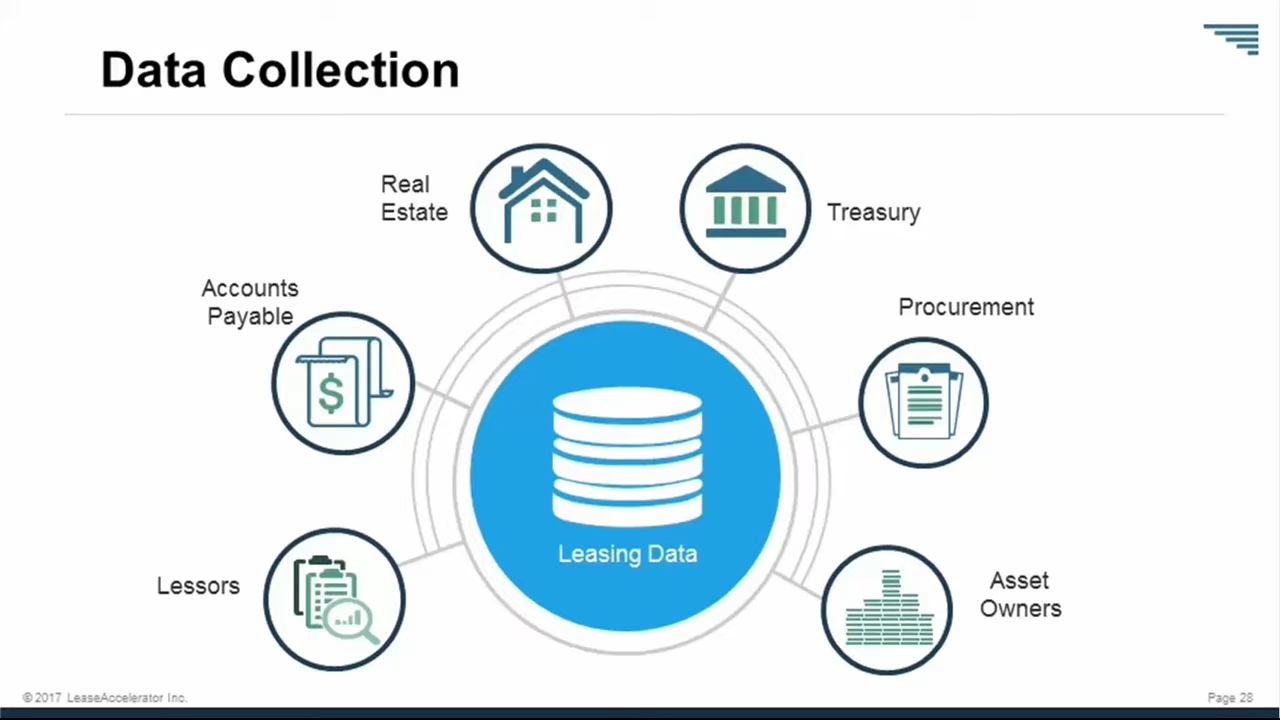 Data Collection
Real
Estate
Treasury
Accounts
Payable
$
Procurement
Leasing Data
Lessors
Asset
Owners
© 2017 LeaseAccelerator Inc.
Page 28